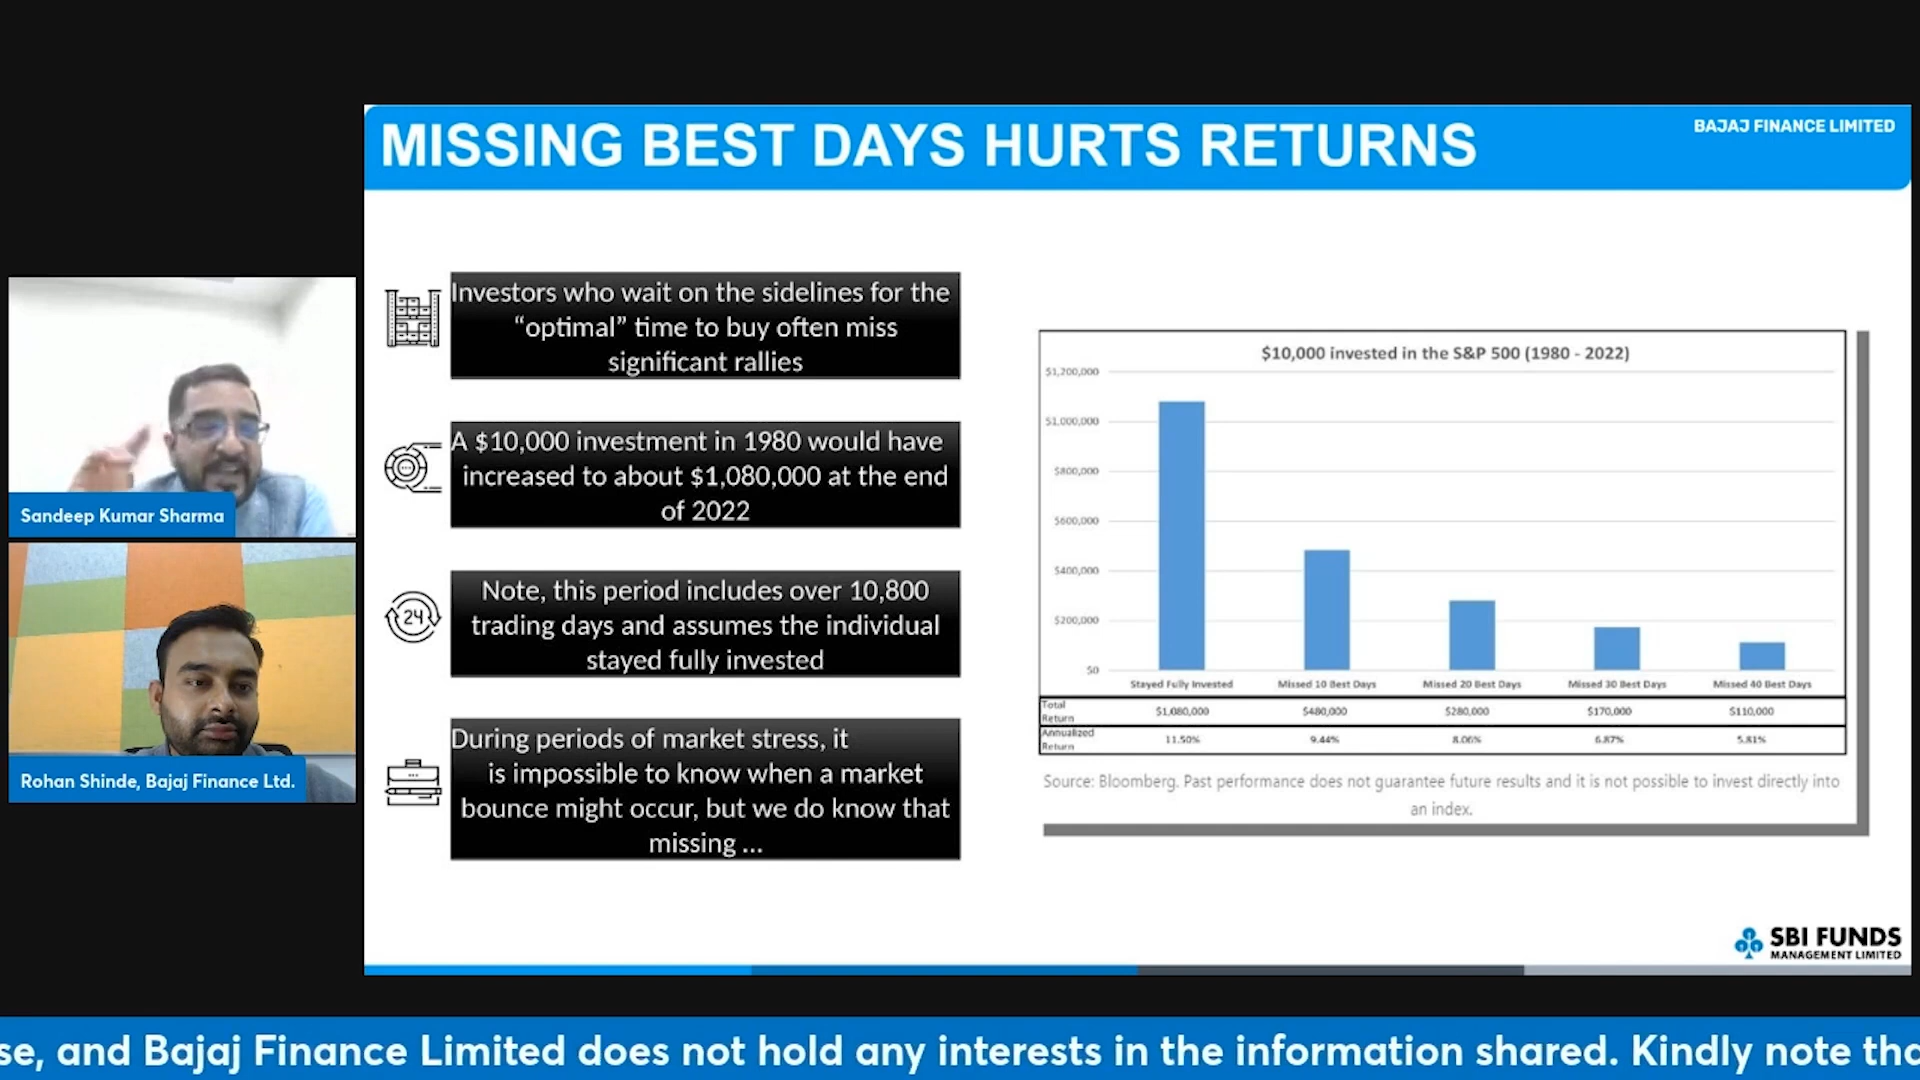 MISSING BEST DAYS HURTS RETURNS
BAJAJ FINANCE LIMITED
Investors who wait on the sidelines for the
“optimal” time to buy often miss
significant rallies
A $10,000 investment in 1980 would have
increased to about $1,080,000 at the end
of 2022
24
Note, this period includes over 10,800
trading days and assumes the individual
stayed fully invested
During periods of market stress, it
is impossible to know when a market
bounce might occur, but we do know that
missing ...
$10,000 invested in the S&P 500 (1980 - 2022)
$1,200,000
$1,000,000
$800,000
$600,000
$400,000
$200,000
$0
Stayed Fully Invested Missed 10 Best Days Missed 20 Best Days Missed 30 Best Days Missed 40 Best Days
Total
Return
$1,080,000 $480,000 $280,000 $170,000 $110,000
Annualized
Return
11.50% 9.44% 8.06% 6.87% 5.81%
Source: Bloomberg. Past performance does not guarantee future results and it is not possible to invest directly into
an index.
Sandeep Kumar Sharma
Rohan Shinde, Bajaj Finance Ltd.
SBI FUNDS
MANAGEMENT LIMITED
se, and Bajaj Finance Limited does not hold any interests in the information shared. Kindly note tha